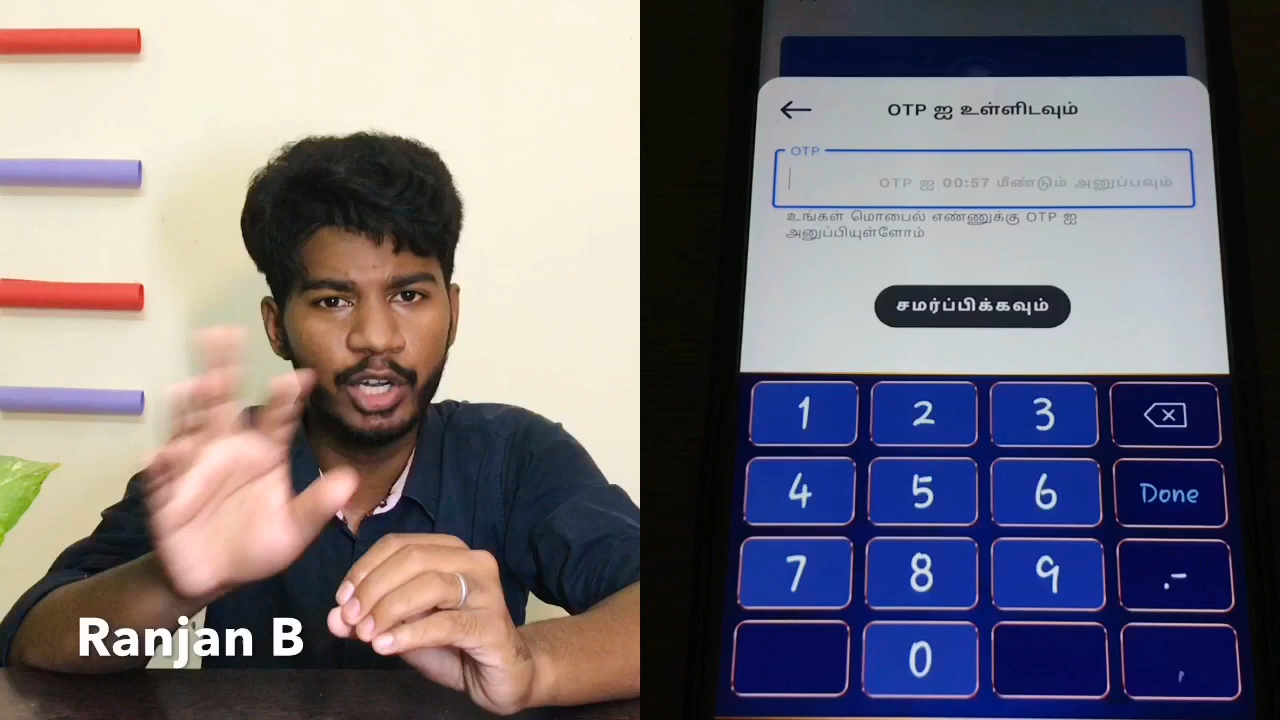 Ranjan B
OTP ஐ உள்ளிடவும்
OTP
OTP ஐ 00:57 மீண்டும் அனுப்பவும்
உங்கள் மொபைல் எண்ணுக்கு OTP ஐ
அனுப்பியுள்ளோம்
சமர்ப்பிக்கவும்
1 2 3
4 5 6 Done
7 8 9 .-
0 ,